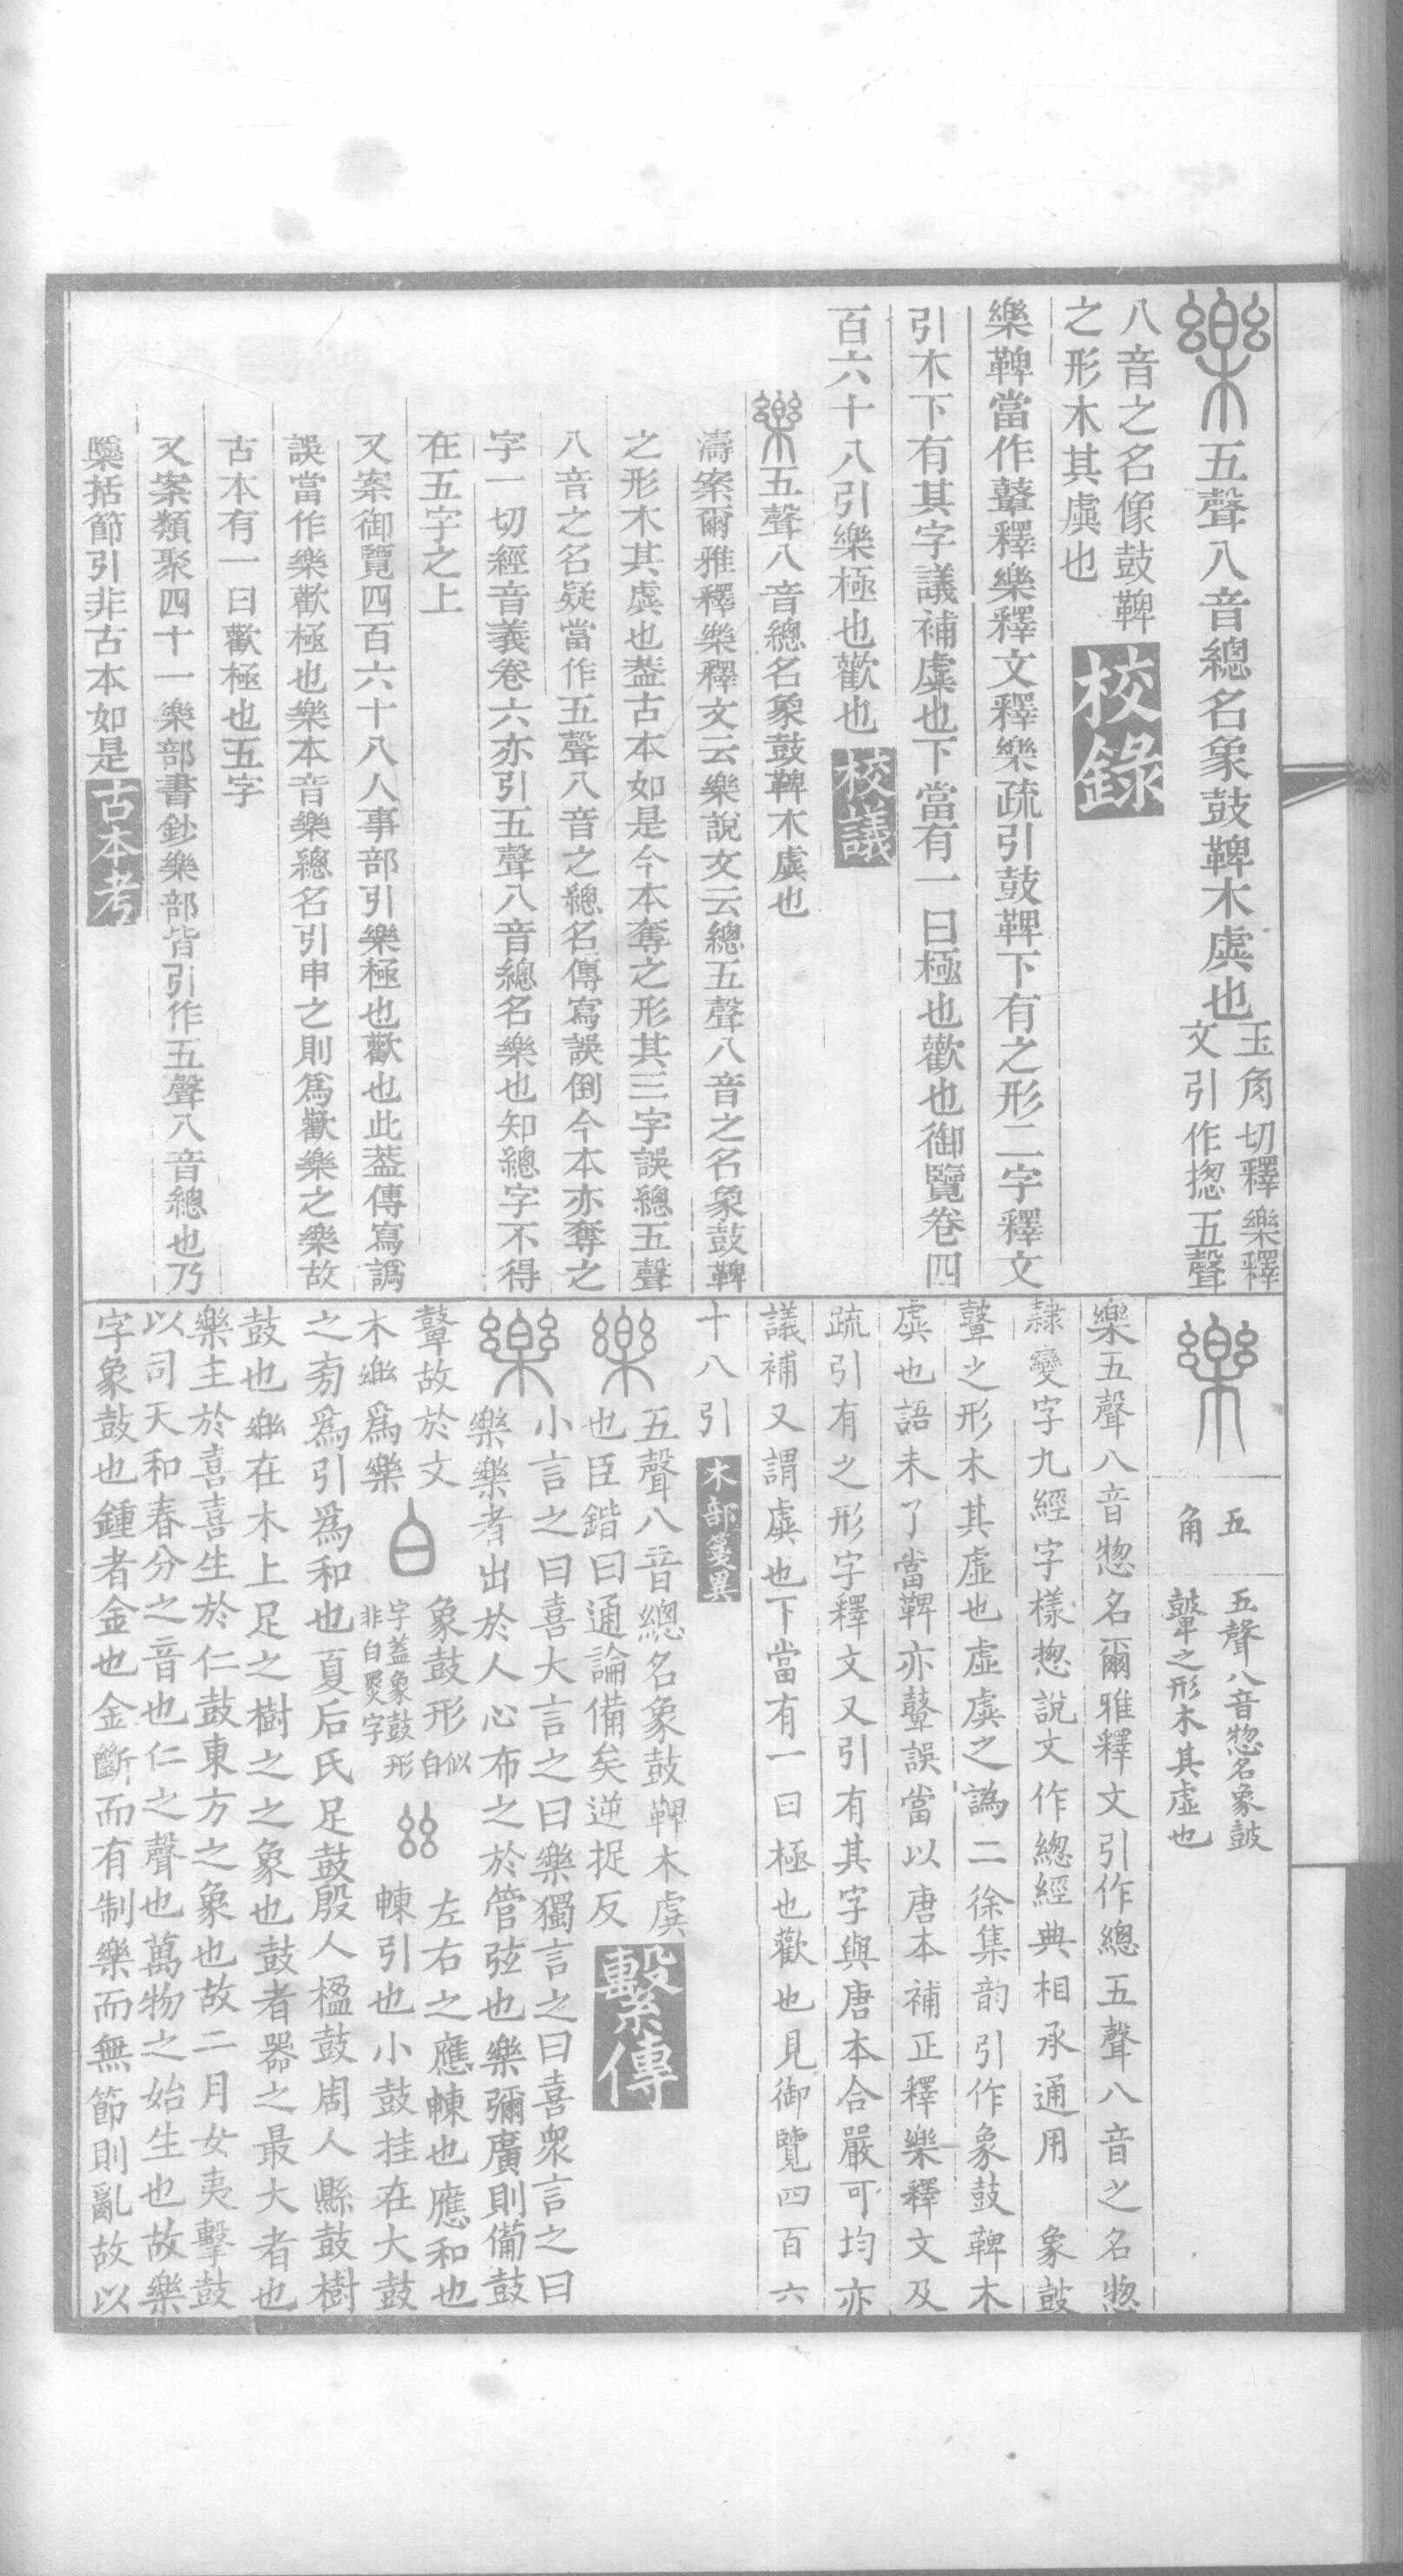 樂五聲八音總名象鼓鞞木虡也玉角切釋樂釋
文引作揔五聲
八音之名像鼓鞞
之形木其虡也校錄
樂鞞當作鼙釋樂釋文釋樂疏引鼓鞞下有之形二字釋文
引木下有其字議補虡也下當有一曰極也歡也御覽卷四
百六十八引樂極也歡也校議
樂五聲八音總名象鼓鞞木虡也
濤案爾雅釋樂釋文云樂說文云總五聲八音之名象鼓鞞
之形木其虡也葢古本如是今本奪之形其三字誤總五聲
八音之名疑當作五聲八音之總名傳寫誤倒今本亦奪之
字一切經音義卷六亦引五聲八音總名樂也知總字不得
在五字之上
又案御覽四百六十八人事部引樂極也歡也此葢傳寫譌
誤當作樂歡極也樂本音樂總名引申之則爲歡樂之樂故
古本有一曰歡極也五字
又案類聚四十一樂部書鈔樂部皆引作五聲八音總也乃
櫽括節引非古本如是古本考
樂
五
角
五聲八音惣名象皷
鼙之形木其虛也
樂五聲八音惣名爾雅釋文引作總五聲八音之名惣
隷變字九經字樣揔說文作總經典相承通用　象皷
鼙之形木其虛也虛虡之譌二徐集韵引作象鼓鞞木
虡也語未了當鞞亦鼙誤當以唐本補正釋樂釋文及
疏引有之形字釋文又引有其字與唐本合嚴可均亦
議補又謂虡也下當有一曰極也歡也見御覽四百六
十八引木部箋異
樂五聲八音總名象鼓鞞木虡
也臣鍇曰通論備矣逆捉反繫傳
樂小言之曰喜大言之曰樂獨言之曰喜衆言之曰
樂樂者出於人心布之於管弦也樂彌廣則備鼓
鼙故於文白象鼓形似白
字葢象鼓形
非白黑字𢆶左右之應朄也應和也
木䜌爲樂朄引也小鼓挂在大鼓
之㫄爲引爲和也夏后氏足鼓殷人楹鼓周人縣鼓樹
鼓也在木上足之樹之之象也鼓者器之最大者也
樂主於喜喜生於仁鼓東方之象也故二月女夷擊鼓
以司天和春分之音也仁之聲也萬物之始生也故樂
字象鼓也鍾者金也金斷而有制樂而無節則亂故以